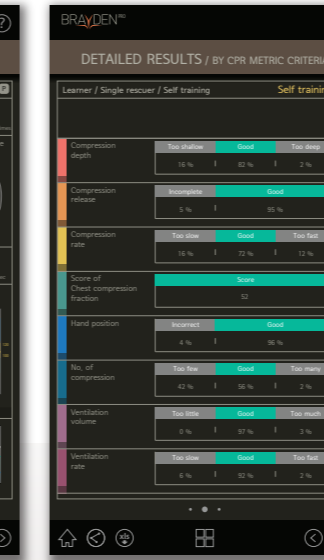 BRAYDEN PRO
DETAILED RESULTS / BY CPR METRIC CRITERIA
Learner / Single rescuer / Self training Self trainin
Compression
depth
Too shallow Good Too deep
16 % 82 % 2 %
Compression
release
Incomplete Good
5 % 95 %
Compression
rate
Too slow Good Too fast
16 % 72 % 12 %
Score of
Chest compression
fraction
Score
52
Hand position
Incorrect Good
4 % 96 %
No. of
compression
Too few Good Too many
42 % 56 % 2 %
Ventilation
volume
Too little Good Too much
0 % 97 % 3 %
Ventilation
rate
Too slow Good Too fast
6 % 92 % 2 %
xls